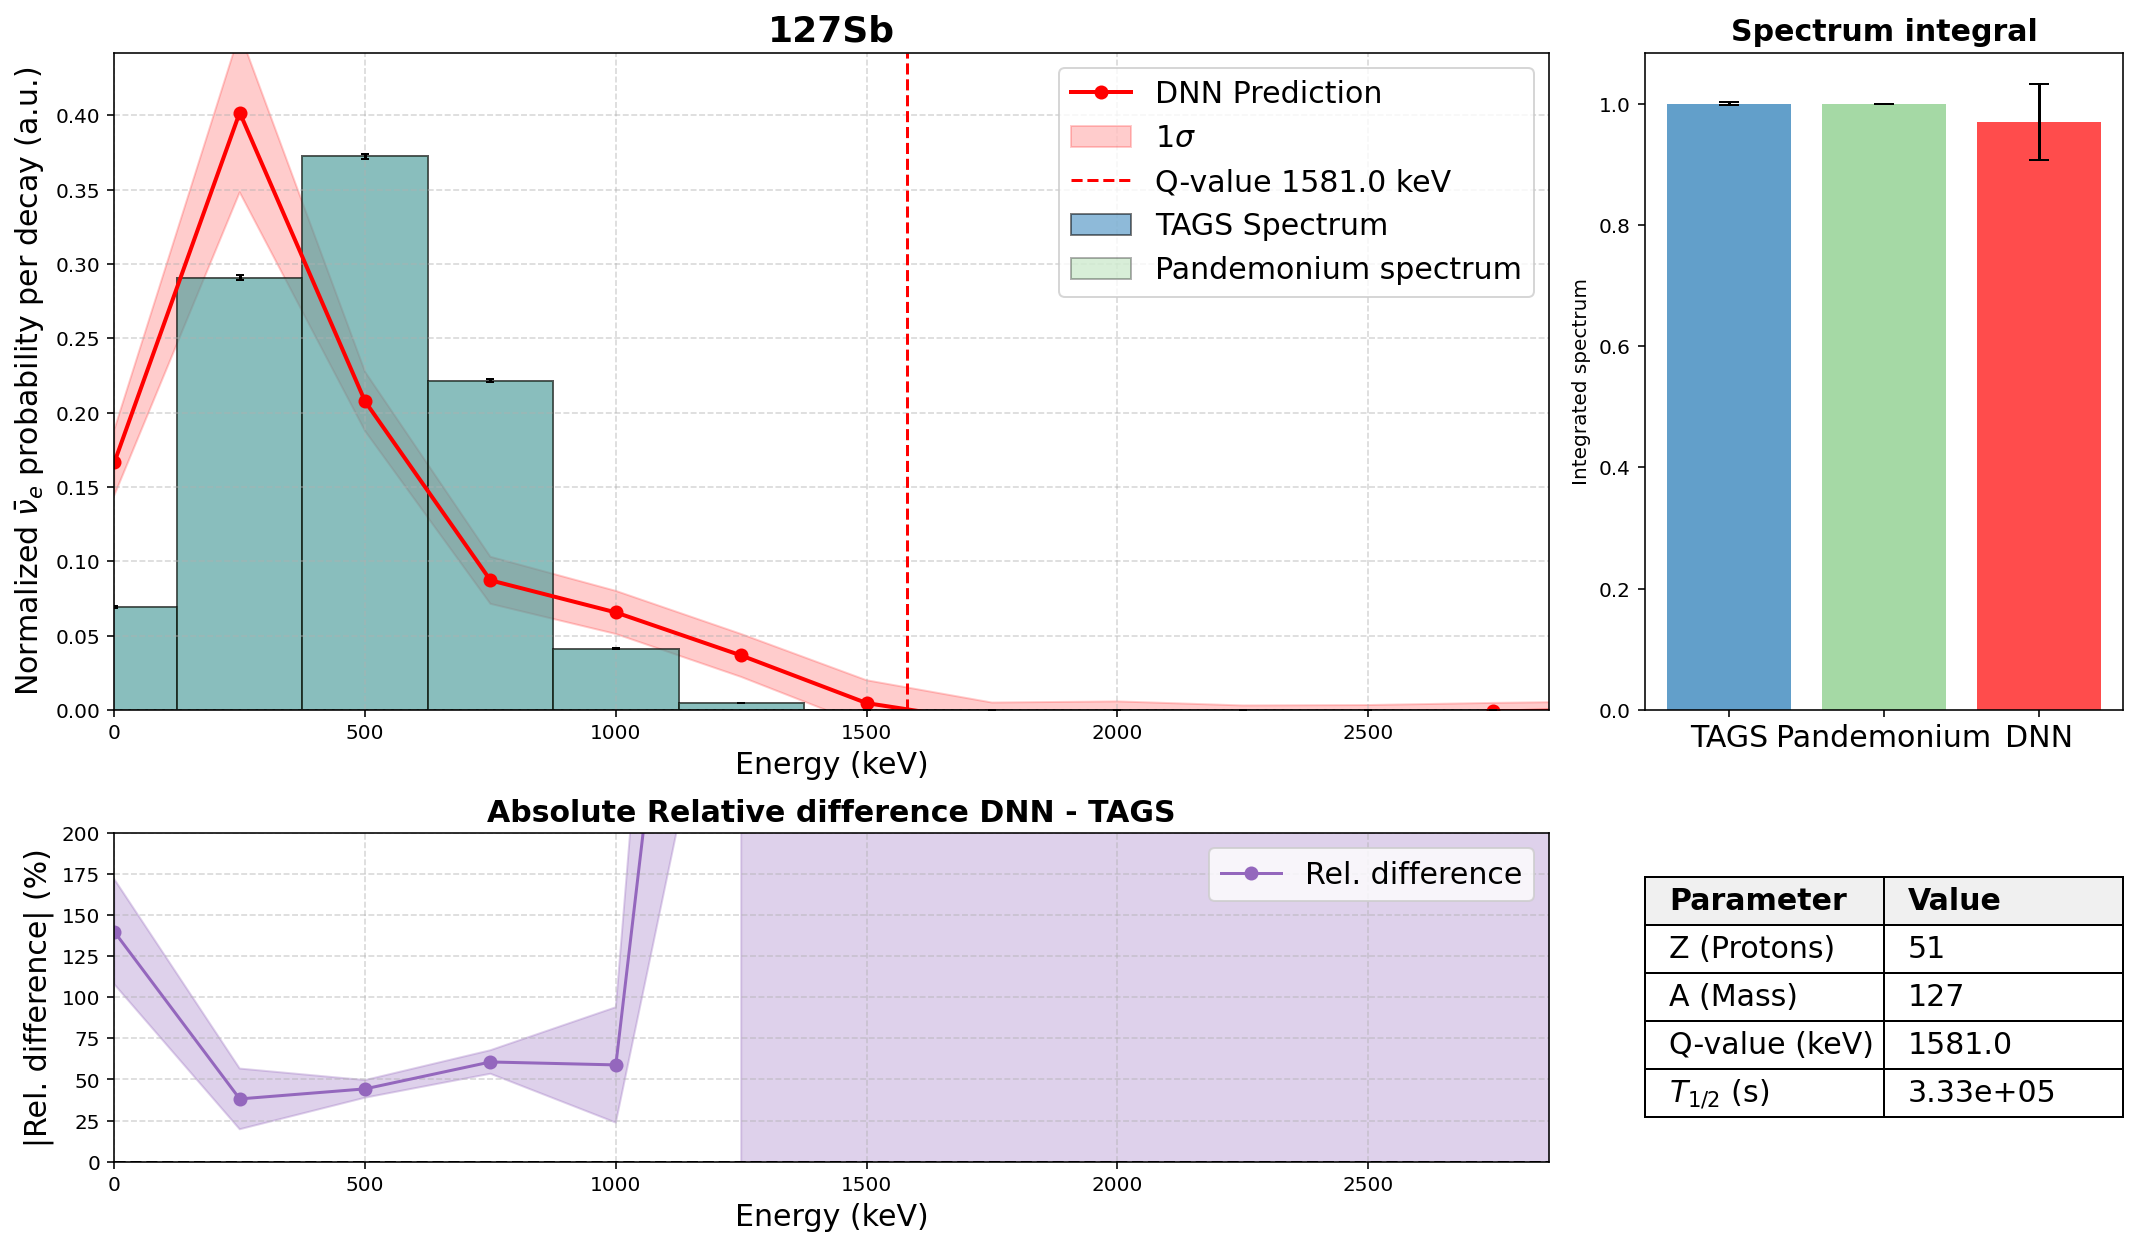 127Sb
Normalized ν̄e probability per decay (a.u.)
0.40
0.35
0.30
0.25
0.20
0.15
0.10
0.05
0.00
0 500 1000 1500 2000 2500
Energy (keV)
DNN Prediction
1σ
Q-value 1581.0 keV
TAGS Spectrum
Pandemonium spectrum
Spectrum integral
Integrated spectrum
1.0
0.8
0.6
0.4
0.2
0.0
TAGS Pandemonium DNN
Absolute Relative difference DNN - TAGS
|Rel. difference| (%)
200
175
150
125
100
75
50
25
0
0 500 1000 1500 2000 2500
Energy (keV)
Rel. difference
Parameter Value
Z (Protons) 51
A (Mass) 127
Q-value (keV) 1581.0
T1/2 (s) 3.33e+05